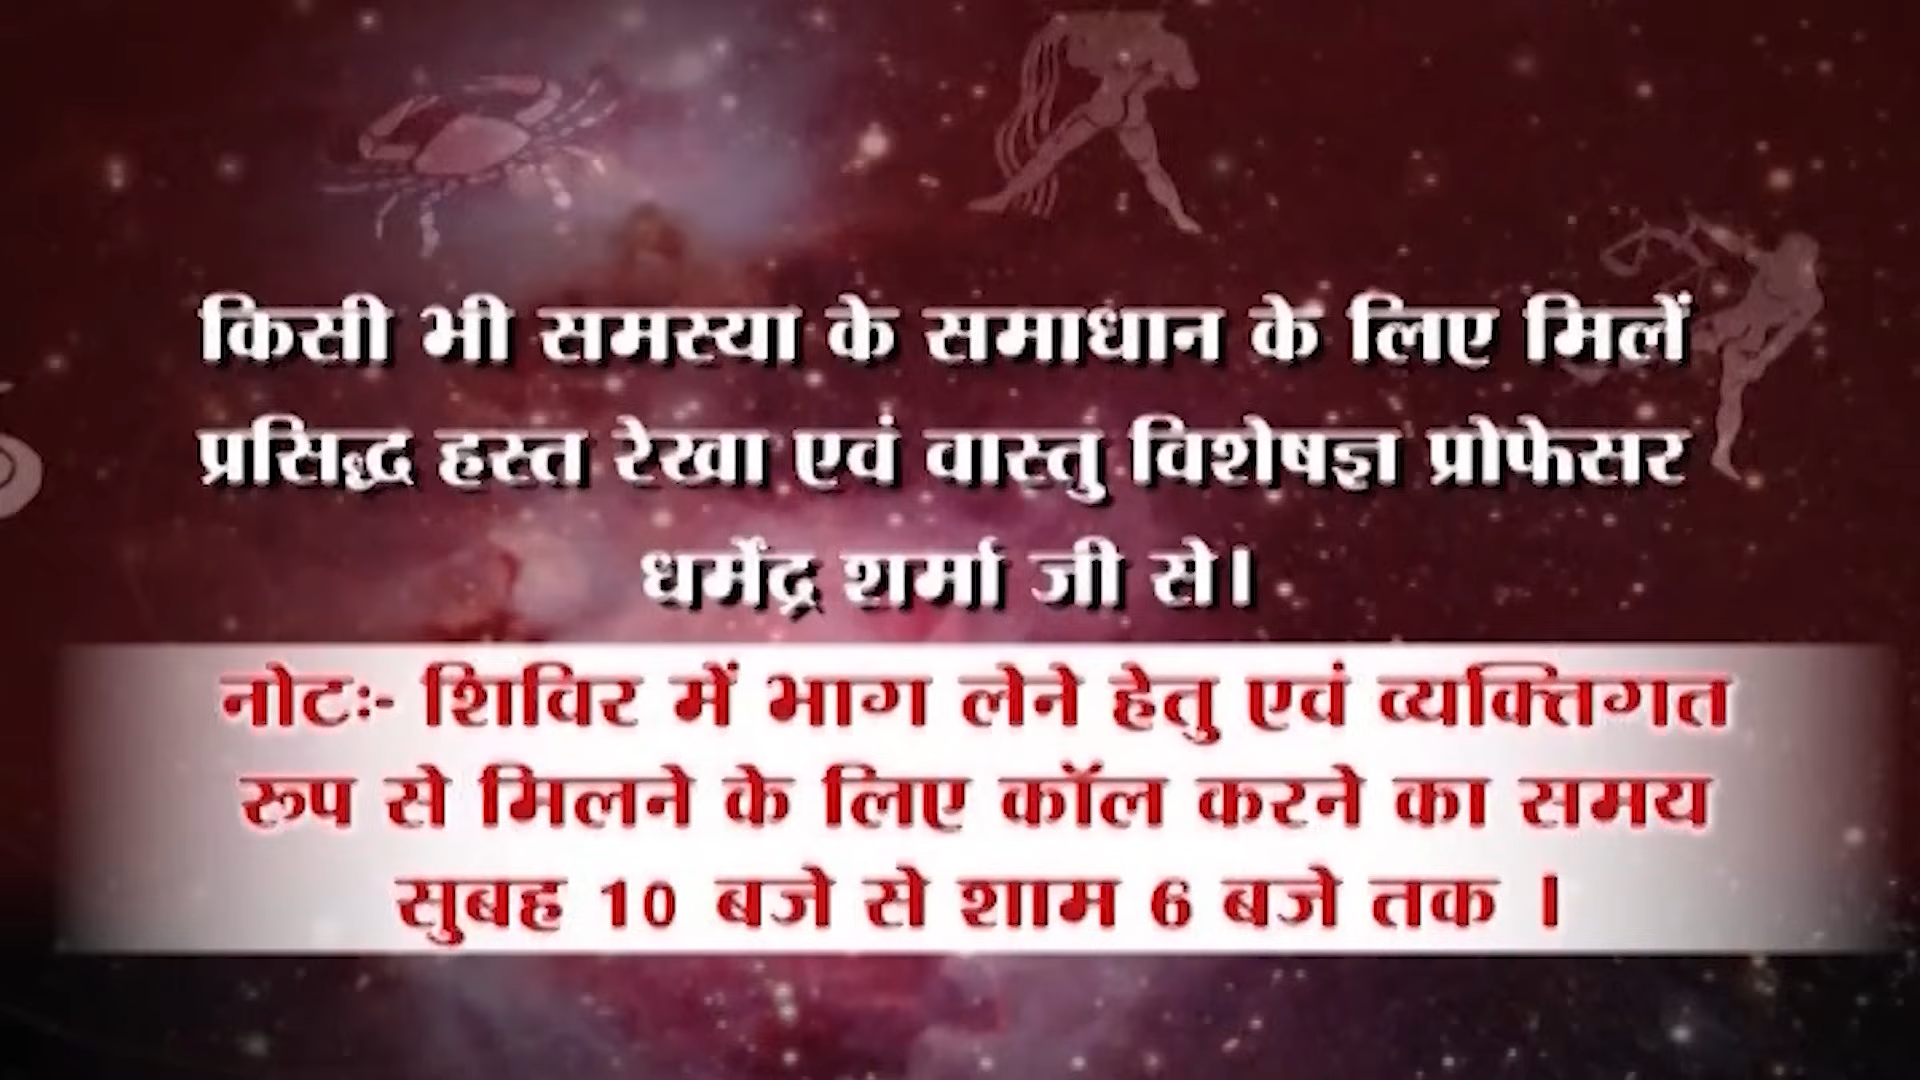 किसी भी समस्या के समाधान के लिए मिलें
प्रसिद्ध हस्त रेखा एवं वास्तु विशेषज्ञ प्रोफेसर
धर्मेंद्र शर्मा जी से।
नोटः- शिविर में भाग लेने हेतु एवं व्यक्तिगत
रूप से मिलने के लिए कॉल करने का समय
सुबह 10 बजे से शाम 6 बजे तक ।